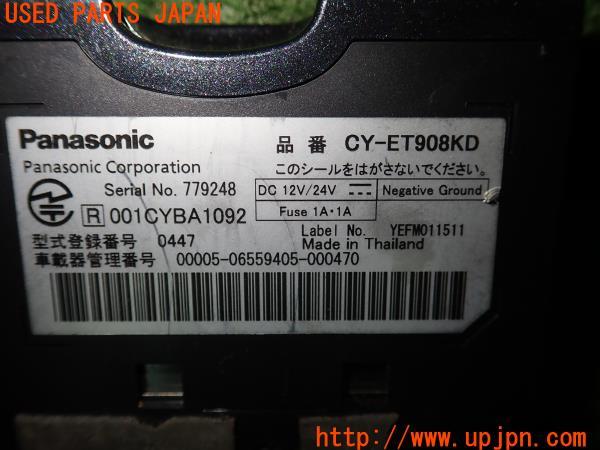 USED PARTS JAPAN
Panasonic
品 番 CY-ET908KD
Panasonic Corporation
このシールをはがさないでください。
Serial No. 779248
DC 12V/24V
Negative Ground
R 001CYBA1092
Fuse 1A・1A
Label No. YEFM011511
型式登録番号 0447
Made in Thailand
車載器管理番号 00005-06559405-000470
http://www.upjpn.com/